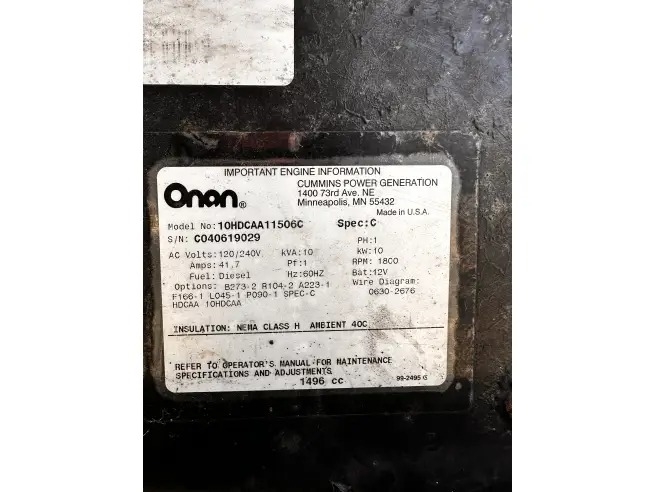 IMPORTANT ENGINE INFORMATION
Onan®
CUMMINS POWER GENERATION
1400 73rd Ave. NE
Minneapolis, MN 55432
Made in U.S.A.
Model No:10HDCAA11506C Spec:C
S/N: C040619029 PH:1
AC Volts:120/240V kVA:10 kW:10
Amps:41.7 Pf:1 RPM: 1800
Fuel: Diesel Hz:60HZ Bat:12V
Options: B273-2 R104-2 A223-1 Wire Diagram:
F166-1 L045-1 P090-1 SPEC-C 0630-2676
HDCAA 10HDCAA
INSULATION: NEMA CLASS H AMBIENT 40C
REFER TO OPERATOR'S MANUAL FOR MAINTENANCE
SPECIFICATIONS AND ADJUSTMENTS
1496 cc 99-2495 G